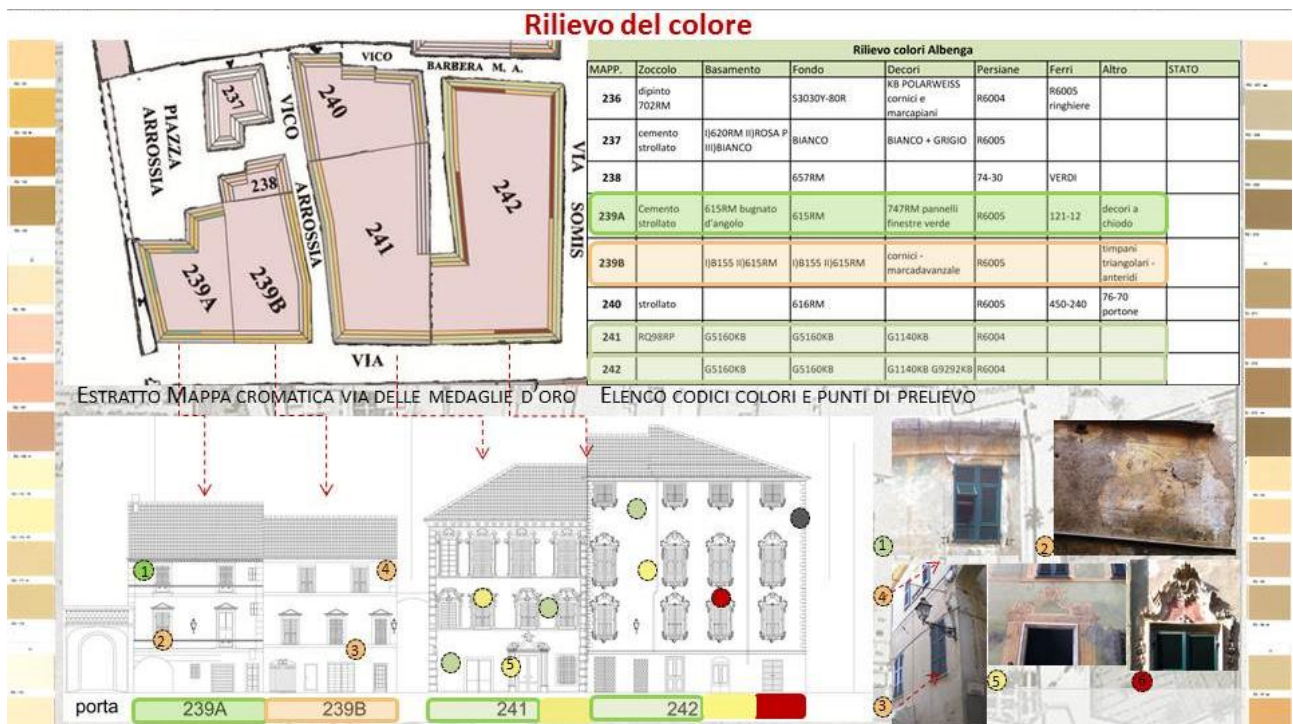 Rilievo del colore
VICO
BARBERA M. A.
PIAZZA
ARROSSIA
VICO
ARROSSIA
VIA
SOMIS
237
240
238
241
242
239A
239B
VIA
Rilievo colori Albenga
MAPP. Zoccolo Basamento Fondo Decori Persiane Ferri Altro STATO
236 dipinto 702RM S3030Y-80R KB POLARWEISS cornici e marcapiani R6004 R6005 ringhiere
237 cemento strollato I)620RM II)ROSA P III)BIANCO BIANCO BIANCO + GRIGIO R6005
238 657RM 74-30 VERDI
239A Cemento strollato 615RM bugnato d'angolo 615RM 747RM pannelli finestre verde R6005 121-12 decori a chiodo
239B I)B155 II)615RM I)B155 II)615RM cornici - marcadavanzale R6005 timpani triangolari - anteridi
240 strollato 616RM R6005 450-240 76-70 portone
241 RQ98RP G5160KB G5160KB G1140KB R6004
242 G5160KB G5160KB G1140KB G9292KB R6004
ESTRATTO MAPPA CROMATICA VIA DELLE MEDAGLIE D'ORO ELENCO CODICI COLORI E PUNTI DI PRELIEVO
1
4
2
3
5
1
2
4
3
5
6
porta 239A 239B 241 242